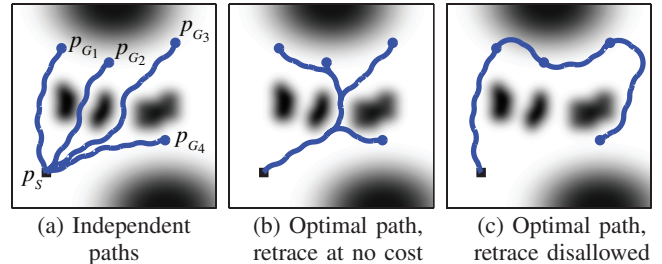 p_{G_1}
p_{G_2}
p_{G_3}
p_{G_4}
p_S
(a) Independent
paths
(b) Optimal path,
retrace at no cost
(c) Optimal path,
retrace disallowed